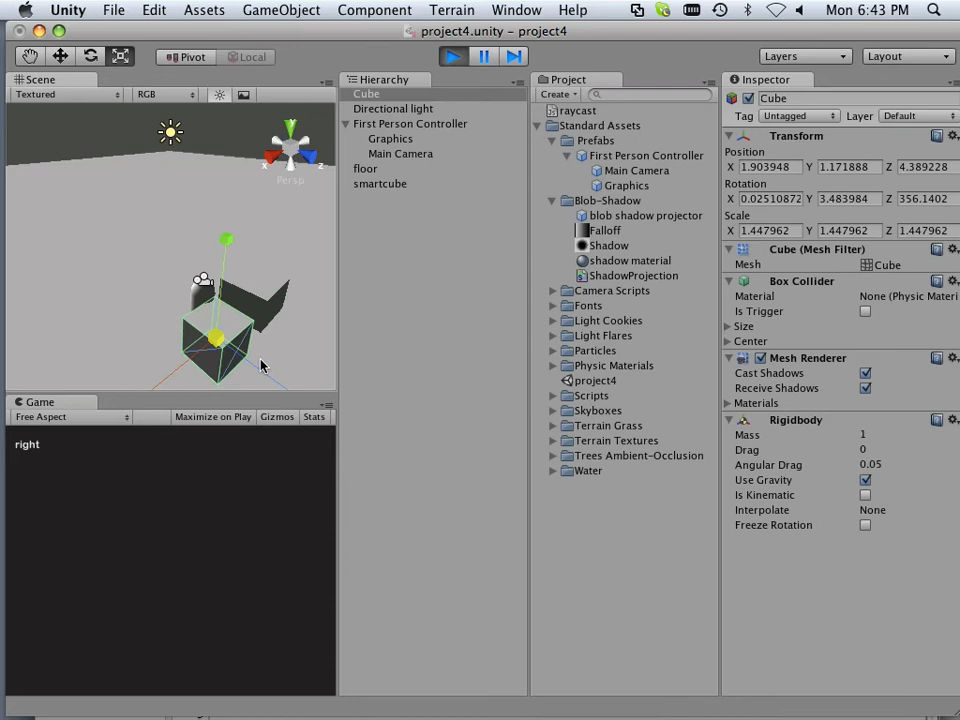 Unity File Edit Assets GameObject Component Terrain Window Help Mon 6:43 PM
project4.unity - project4
Pivot Local Layers Layout
Scene
Textured RGB
y
x z
Persp
Game
Free Aspect Maximize on Play Gizmos Stats
right
Hierarchy
Cube
Directional light
First Person Controller
Graphics
Main Camera
floor
smartcube
Project
Create
raycast
Standard Assets
Prefabs
First Person Controller
Main Camera
Graphics
Blob-Shadow
blob shadow projector
Falloff
Shadow
shadow material
ShadowProjection
Camera Scripts
Fonts
Light Cookies
Light Flares
Particles
Physic Materials
project4
Scripts
Skyboxes
Terrain Grass
Terrain Textures
Trees Ambient-Occlusion
Water
Inspector
Cube
Tag Untagged Layer Default
Transform
Position
X 1.903948 Y 1.171888 Z 4.389228
Rotation
X 0.02510872 Y 3.483984 Z 356.1402
Scale
X 1.447962 Y 1.447962 Z 1.447962
Cube (Mesh Filter)
Mesh Cube
Box Collider
Material None (Physic Materi
Is Trigger
Size
Center
Mesh Renderer
Cast Shadows
Receive Shadows
Materials
Rigidbody
Mass 1
Drag 0
Angular Drag 0.05
Use Gravity
Is Kinematic
Interpolate None
Freeze Rotation